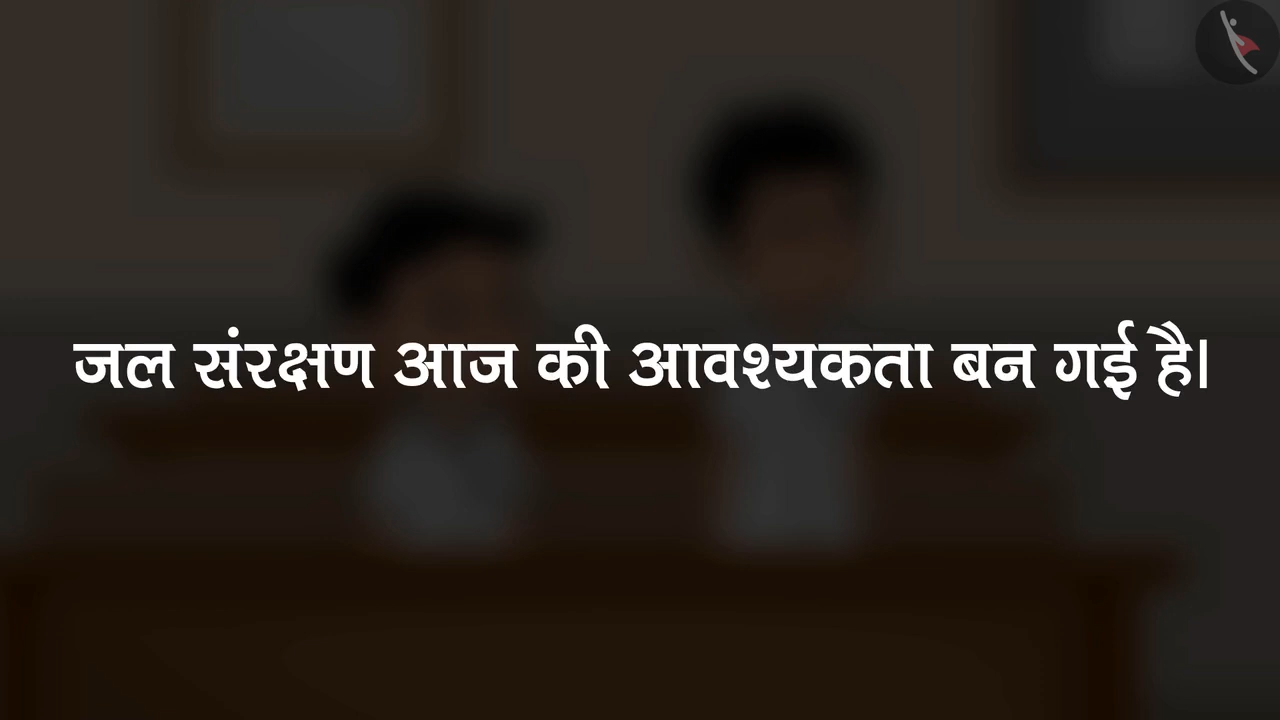 जल संरक्षण आज की आवश्यकता बन गई है।